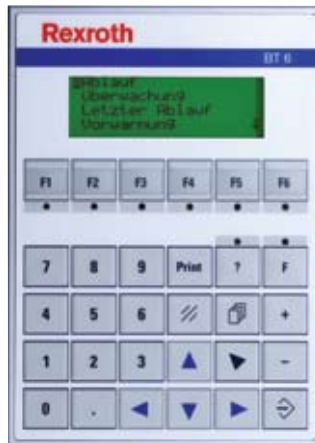 Rexroth
BT 6
Ablauf
Überwachung
Letzter Ablauf
Vorwarnung
F1 F2 F3 F4 F5 F6
7 8 9 Print ? F
4 5 6 +
1 2 3 -
0 .